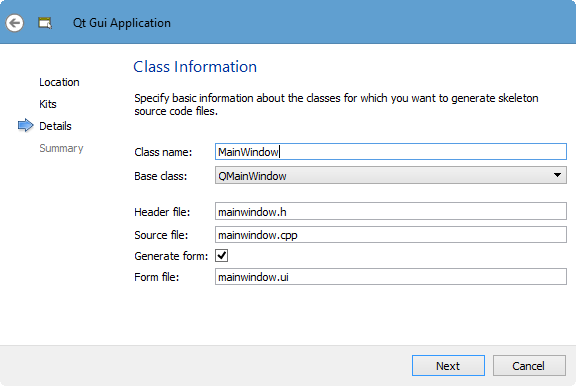 Qt Gui Application
Class Information
Location
Kits
Details
Summary
Specify basic information about the classes for which you want to generate skeleton
source code files.
Class name: MainWindow
Base class: QMainWindow
Header file: mainwindow.h
Source file: mainwindow.cpp
Generate form:
Form file: mainwindow.ui
Next Cancel